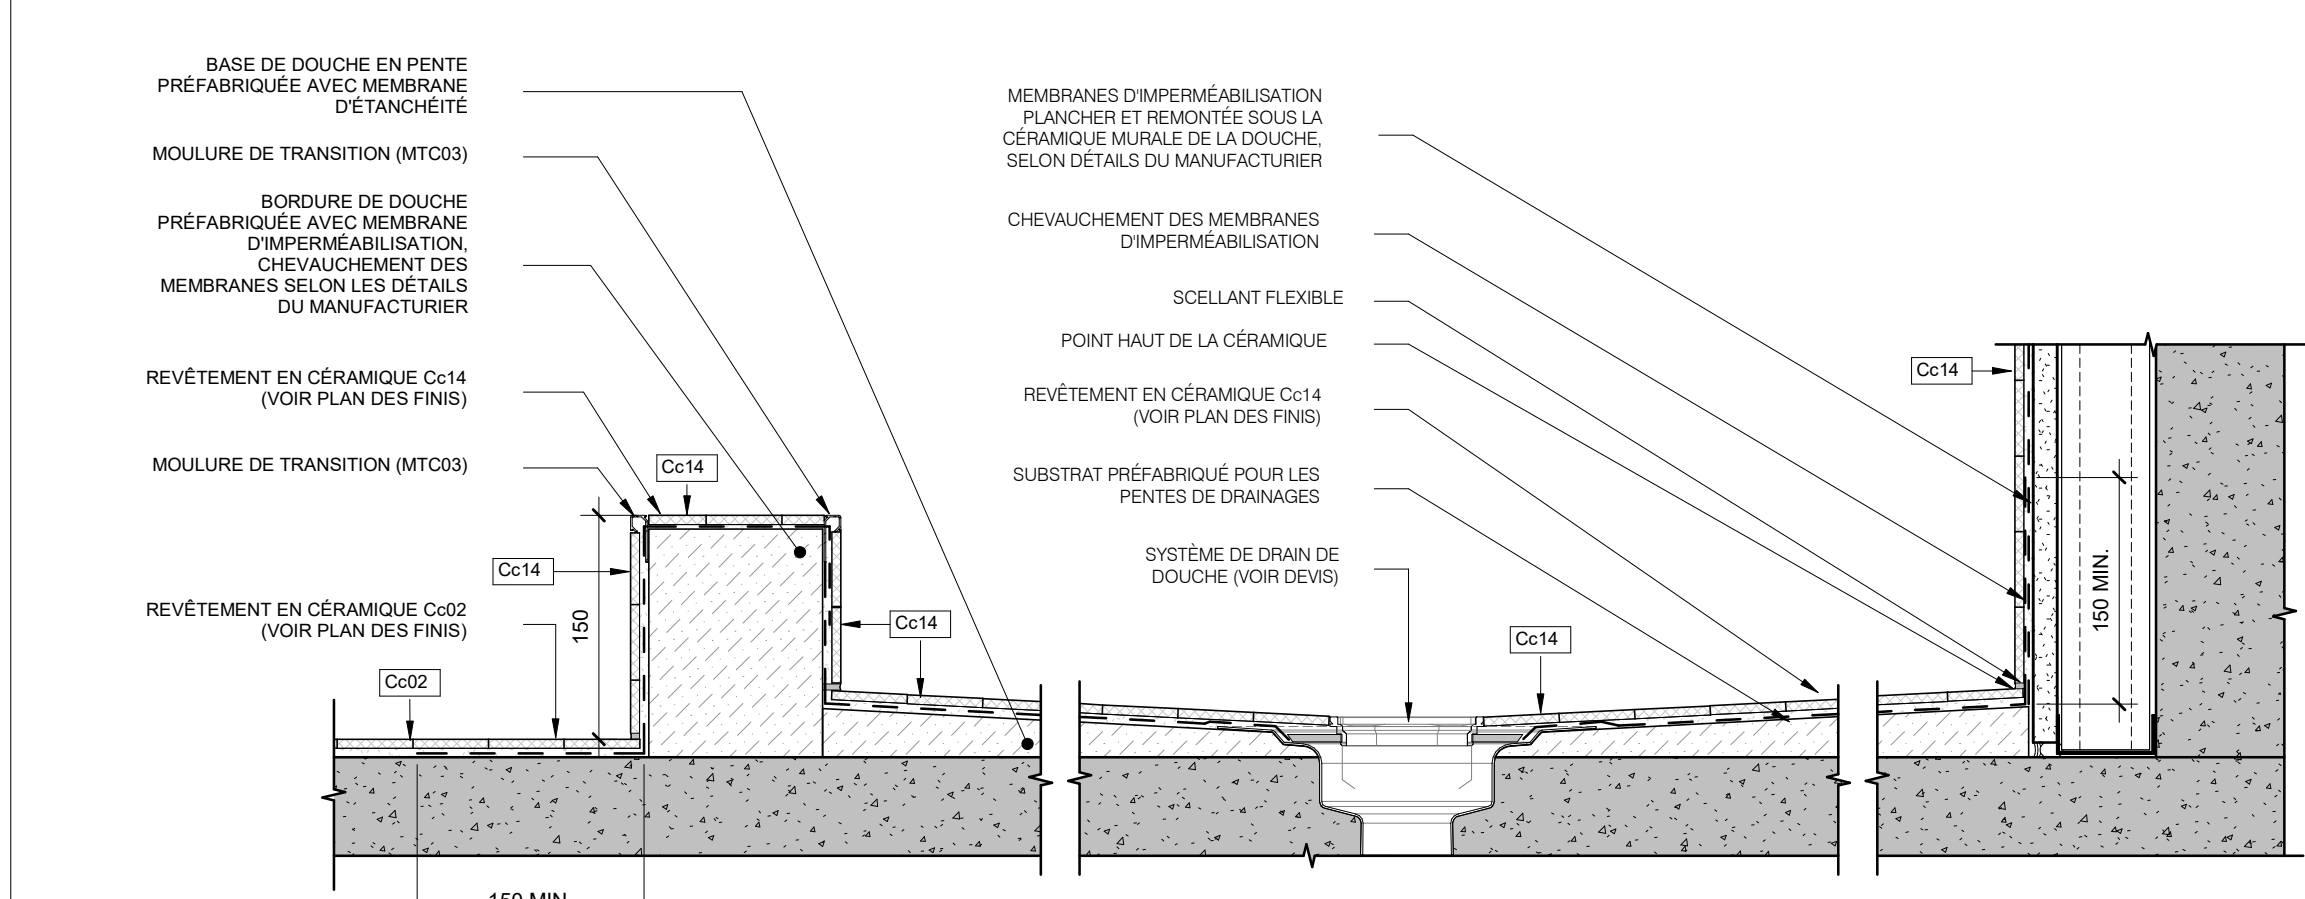 BASE DE DOUCHE EN PENTE
PRÉFABRIQUÉE AVEC MEMBRANE
D'ÉTANCHÉITÉ
MOULURE DE TRANSITION (MTC03)
BORDURE DE DOUCHE
PRÉFABRIQUÉE AVEC MEMBRANE
D'IMPERMÉABILISATION,
CHEVAUCHEMENT DES
MEMBRANES SELON LES DÉTAILS
DU MANUFACTURIER
REVÊTEMENT EN CÉRAMIQUE Cc14
(VOIR PLAN DES FINIS)
MOULURE DE TRANSITION (MTC03)
REVÊTEMENT EN CÉRAMIQUE Cc02
(VOIR PLAN DES FINIS)
Cc02
Cc14
Cc14
150
Cc14
150 MIN.
MEMBRANES D'IMPERMÉABILISATION
PLANCHER ET REMONTÉE SOUS LA
CÉRAMIQUE MURALE DE LA DOUCHE,
SELON DÉTAILS DU MANUFACTURIER
CHEVAUCHEMENT DES MEMBRANES
D'IMPERMÉABILISATION
SCELLANT FLEXIBLE
POINT HAUT DE LA CÉRAMIQUE
REVÊTEMENT EN CÉRAMIQUE Cc14
(VOIR PLAN DES FINIS)
SUBSTRAT PRÉFABRIQUÉ POUR LES
PENTES DE DRAINAGES
SYSTÈME DE DRAIN DE
DOUCHE (VOIR DEVIS)
Cc14
Cc14
150 MIN.